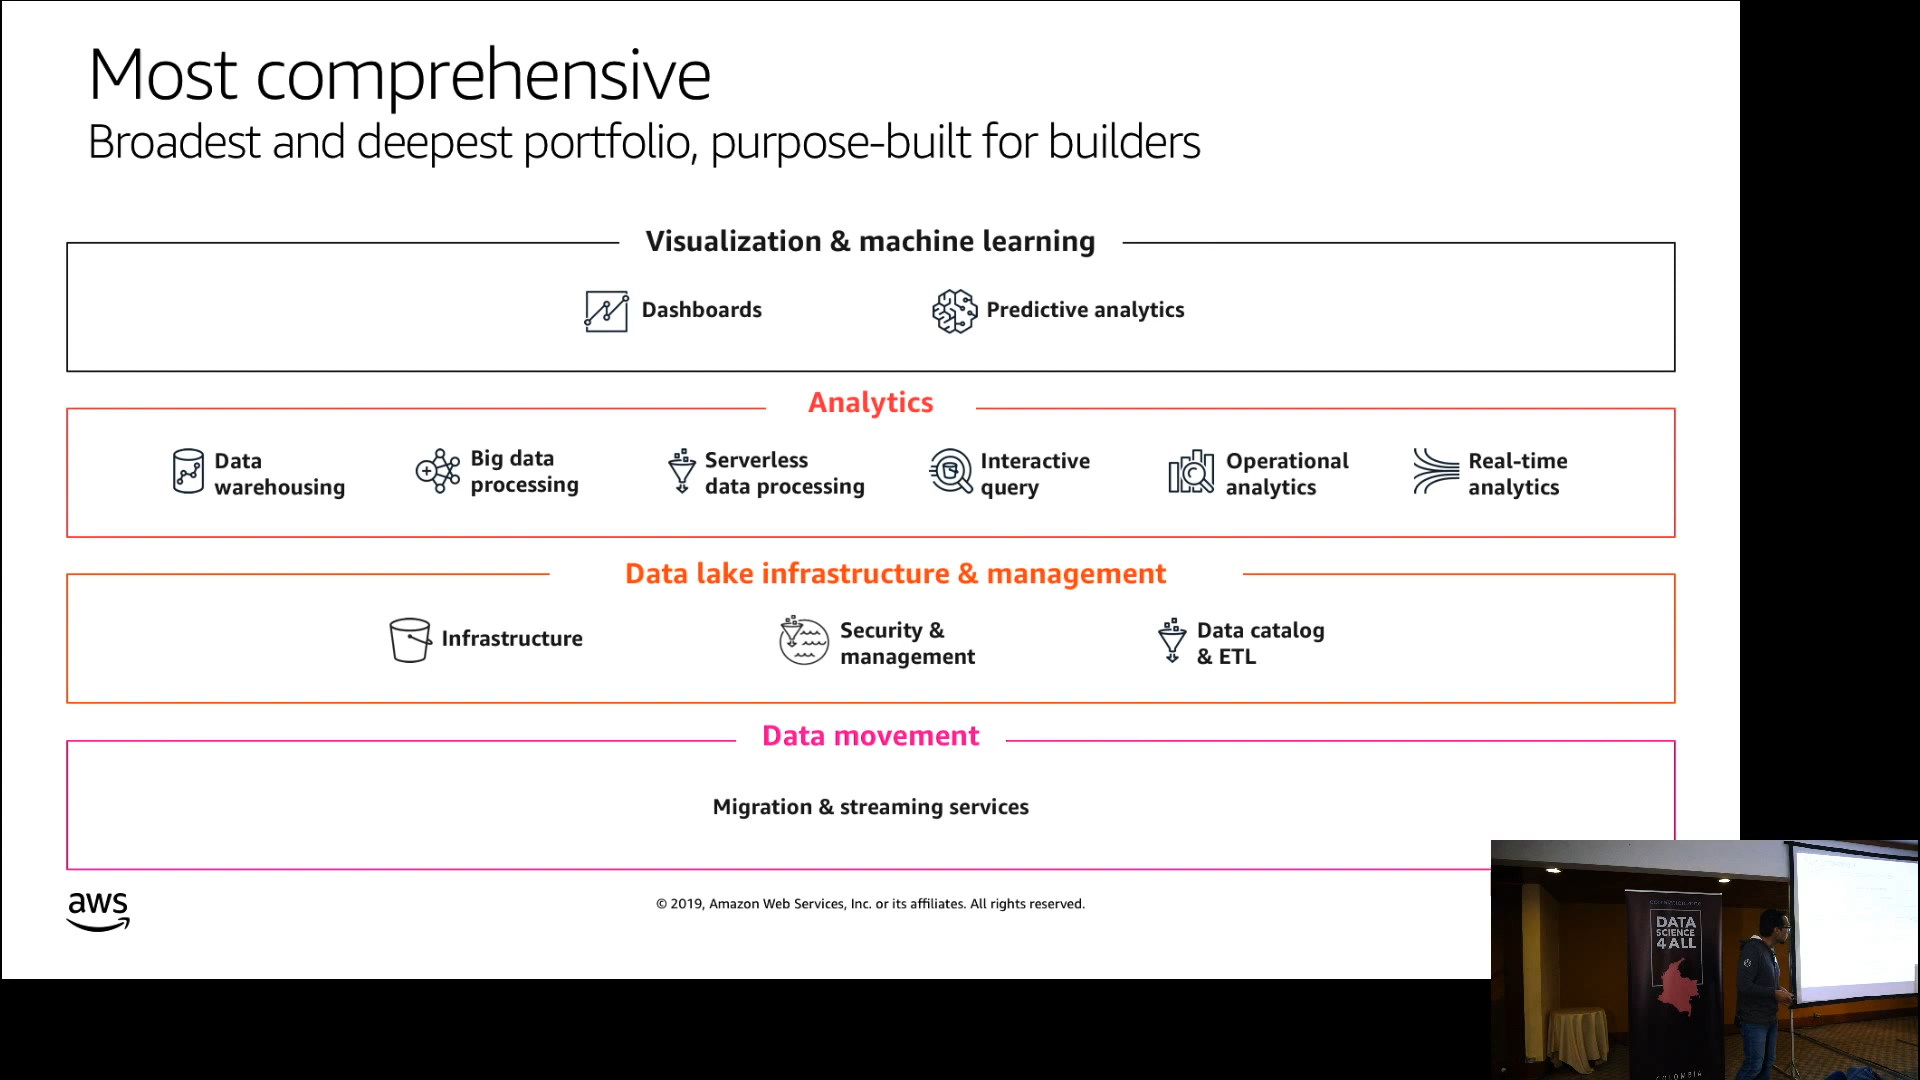 Most comprehensive
Broadest and deepest portfolio, purpose-built for builders
Visualization & machine learning
Dashboards
Predictive analytics
Analytics
Data
warehousing
Big data
processing
Serverless
data processing
Interactive
query
Operational
analytics
Real-time
analytics
Data lake infrastructure & management
Infrastructure
Security &
management
Data catalog
& ETL
Data movement
Migration & streaming services
aws
© 2019, Amazon Web Services, Inc. or its affiliates. All rights reserved.
DATA
SCIENCE
4 ALL
COLOMBIA